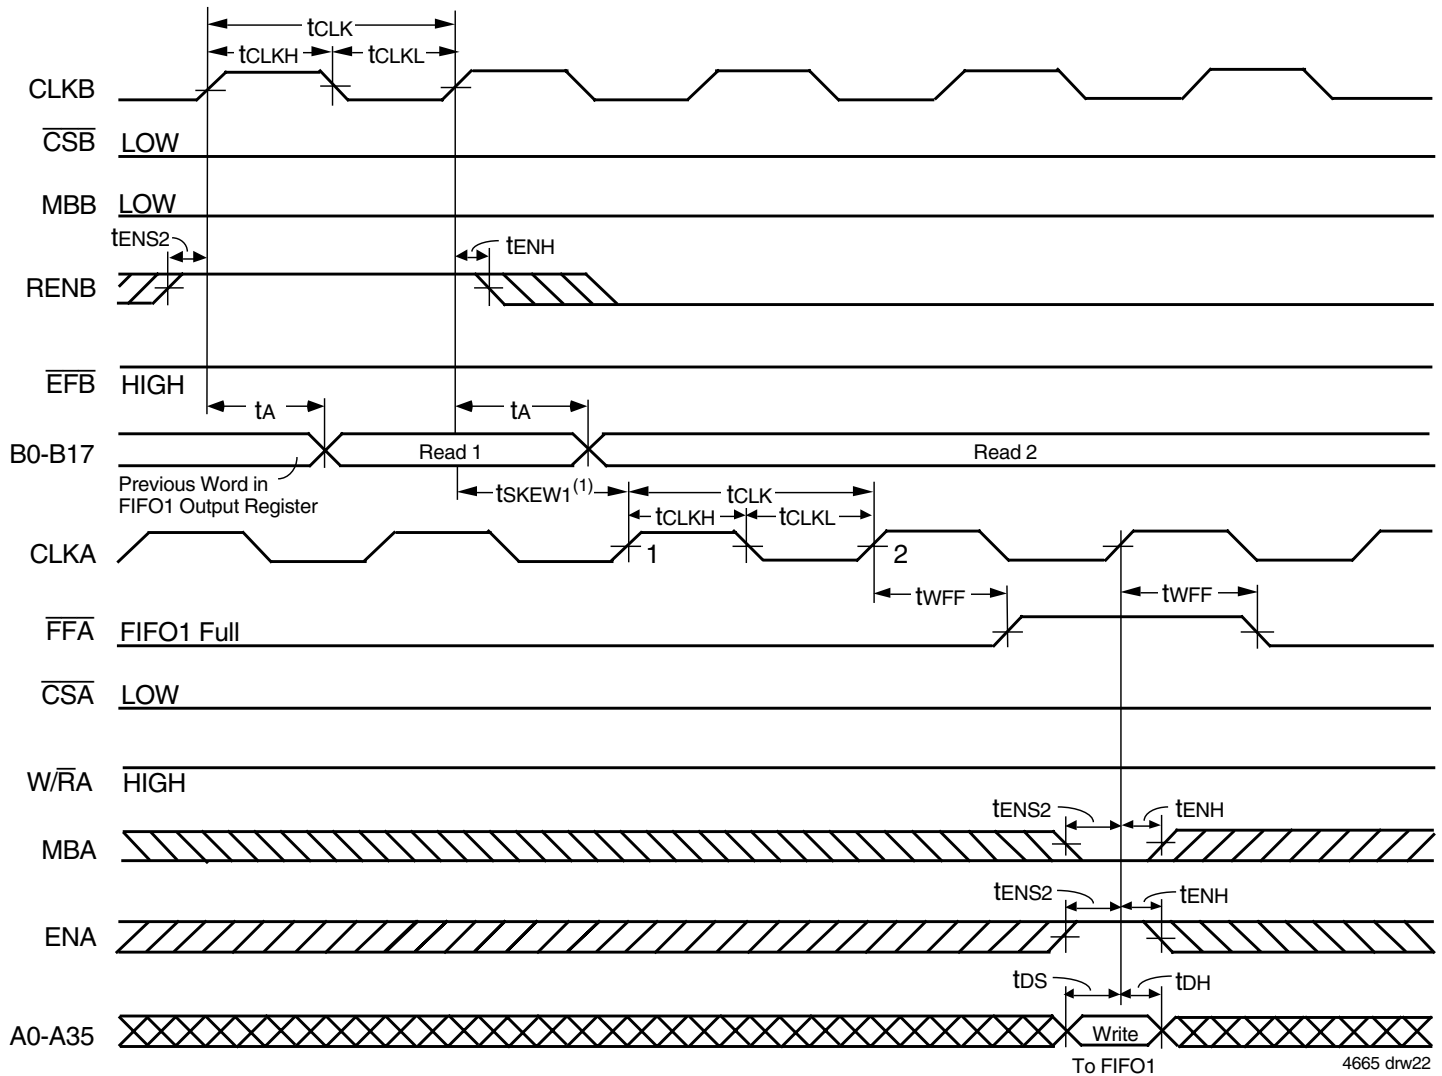 tCLK
tCLKH
tCLKL
CLKB
CSB LOW
MBB LOW
tENS2
tENH
RENB
EFB HIGH
tA
tA
B0-B17
Read 1
Read 2
Previous Word in
FIFO1 Output Register
tSKEW1(1)
tCLK
tCLKH
tCLKL
CLKA
1
2
tWFF
tWFF
FFA FIFO1 Full
CSA LOW
W/RA HIGH
tENS2
tENH
MBA
tENS2
tENH
ENA
tDS
tDH
A0-A35
Write
To FIFO1
4665 drw22